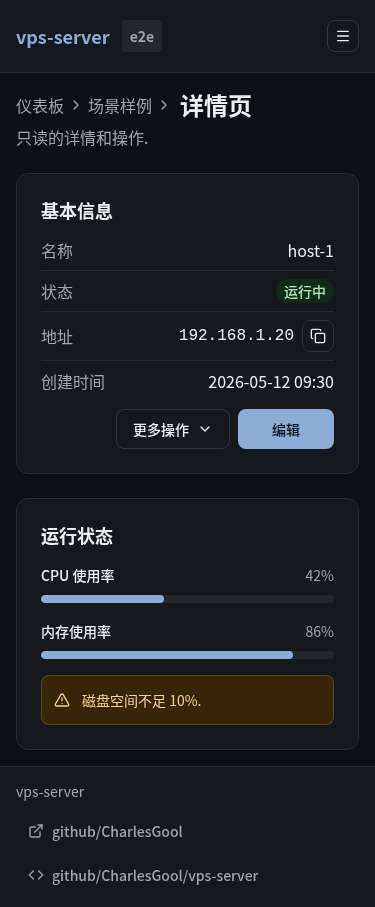 vps-server e2e
仪表板 > 场景样例 > 详情页
只读的详情和操作.
基本信息
名称 host-1
状态 运行中
地址 192.168.1.20
创建时间 2026-05-12 09:30
更多操作 编辑
运行状态
CPU 使用率 42%
内存使用率 86%
磁盘空间不足 10%.
vps-server
github/CharlesGool
github/CharlesGool/vps-server